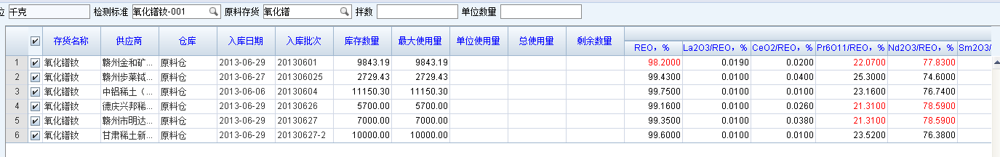 位 千克 检测标准 氧化镨钕-001 原料存货 氧化镨 拌数 单位数量
存货名称 供应商 仓库 入库日期 入库批次 库存数量 最大使用量 单位使用量 总使用量 剩余数量
REO，% La2O3/REO，% CeO2/REO，% Pr6O11/REO，% Nd2O3/REO，% Sm2O3/
1 氧化镨钕 赣州金和矿... 原料仓 2013-06-29 20130601 9843.19 9843.19 98.2000 0.0190 0.0200 22.0700 77.8300
2 氧化镨钕 赣州步莱铽... 原料仓 2013-06-27 201306025 2729.43 2729.43 99.4300 0.0100 0.0400 25.3000 74.6000
3 氧化镨钕 中铝稀土（... 原料仓 2013-06-06 20130604 11150.30 11150.30 99.7500 0.0100 0.0100 23.1600 76.7400
4 氧化镨钕 德庆兴邦稀... 原料仓 2013-06-29 20130626 5700.00 5700.00 99.1600 0.0100 0.0260 21.3100 78.5900
5 氧化镨钕 赣州市明达... 原料仓 2013-06-29 20130627 7000.00 7000.00 99.3500 0.0100 0.0380 21.3100 78.5900
6 氧化镨钕 甘肃稀土新... 原料仓 2013-06-29 20130627-2 10000.00 10000.00 99.6000 0.0100 0.0100 23.5200 76.3800